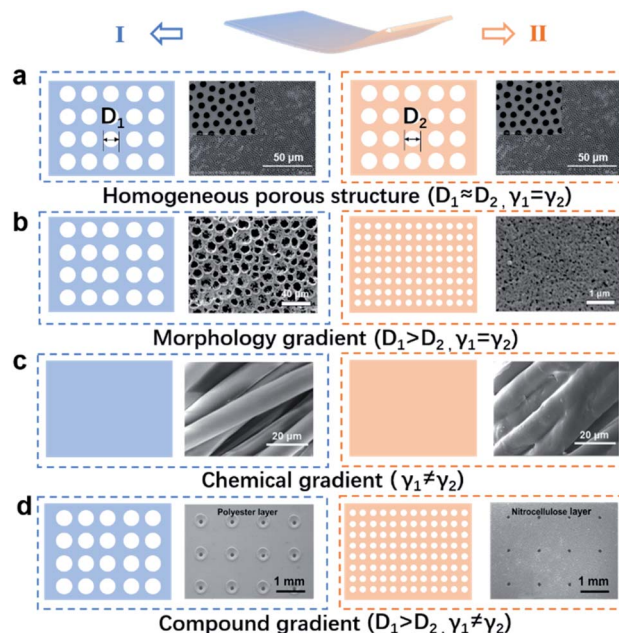 I II
a
D₁ D₂
50 μm 50 μm
Homogeneous porous structure (D₁≈D₂, γ₁=γ₂)
b
40 μm 1 μm
Morphology gradient (D₁>D₂, γ₁=γ₂)
c
20 μm 20 μm
Chemical gradient (γ₁≠γ₂)
d
Polyester layer Nitrocellulose layer
1 mm 1 mm
Compound gradient (D₁>D₂, γ₁≠γ₂)